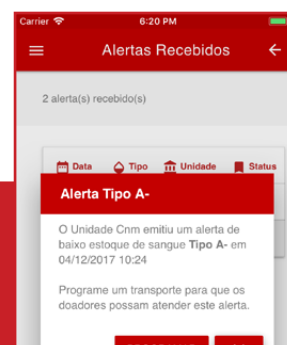 Carrier 6:20 PM
Alertas Recebidos
2 alerta(s) recebido(s)
Data Tipo Unidade Status
Alerta Tipo A-
O Unidade Cnm emitiu um alerta de
baixo estoque de sangue Tipo A- em
04/12/2017 10:24
Programe um transporte para que os
doadores possam atender este alerta.